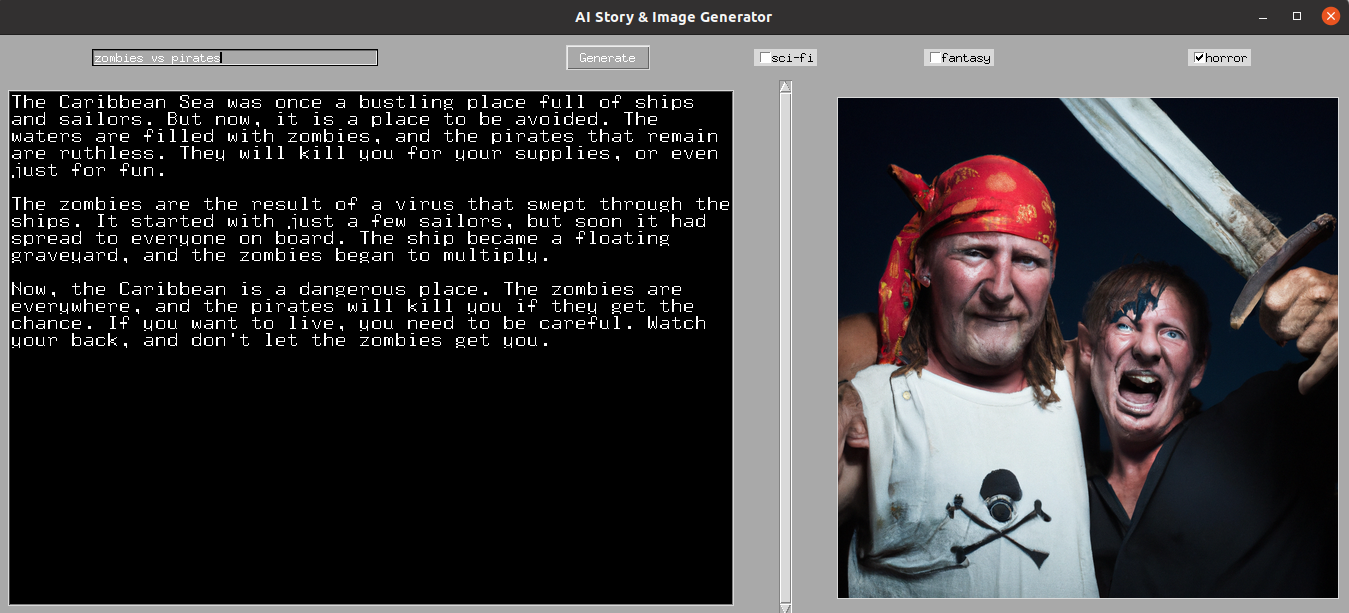 AI Story & Image Generator
zombies vs pirates
Generate
sci-fi
fantasy
horror
The Caribbean Sea was once a bustling place full of ships
and sailors. But now, it is a place to be avoided. The
waters are filled with zombies, and the pirates that remain
are ruthless. They will kill you for your supplies, or even
just for fun.
The zombies are the result of a virus that swept through the
ships. It started with just a few sailors, but soon it had
spread to everyone on board. The ship became a floating
graveyard, and the zombies began to multiply.
Now, the Caribbean is a dangerous place. The zombies are
everywhere, and the pirates will kill you if they get the
chance. If you want to live, you need to be careful. Watch
your back, and don't let the zombies get you.